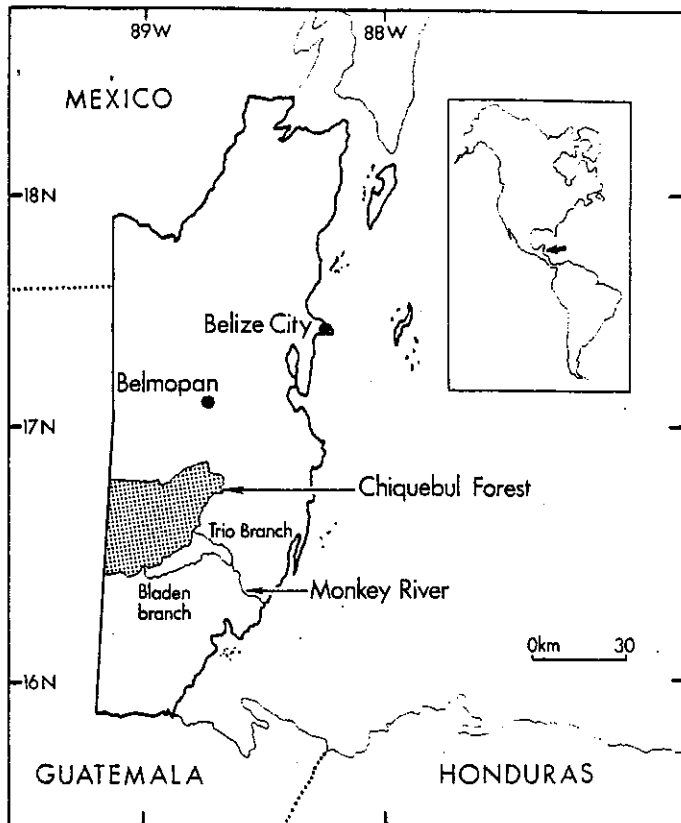 89W 88W
MEXICO
18N
Belize City
Belmopan
17N
Chiquebul Forest
Trio Branch
Bladen
branch
Monkey River
0km 30
16N
GUATEMALA HONDURAS